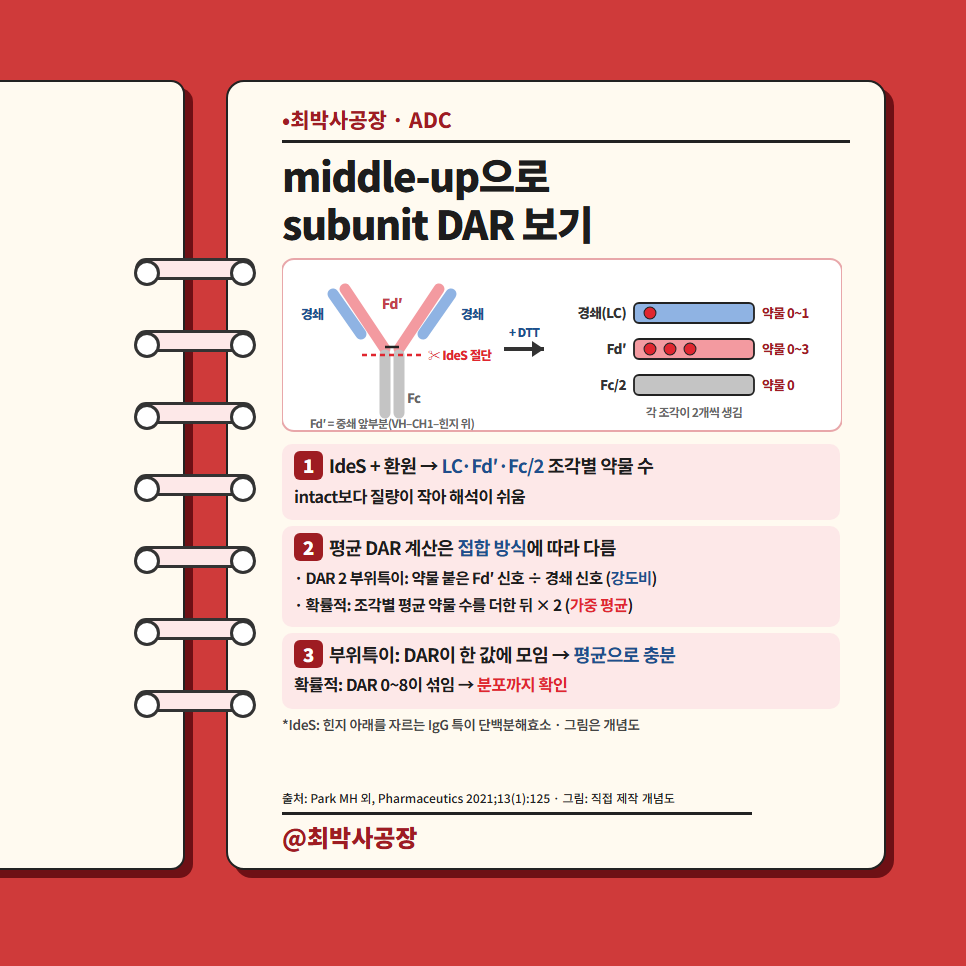 •최박사공장 · ADC
middle-up으로
subunit DAR 보기
경쇄
Fd′
경쇄
✂ IdeS 절단
Fc
Fd′ = 중쇄 앞부분(VH–CH1–힌지 위)
+ DTT
경쇄(LC) 약물 0~1
Fd′ 약물 0~3
Fc/2 약물 0
각 조각이 2개씩 생김
1 IdeS + 환원 → LC·Fd′·Fc/2 조각별 약물 수
intact보다 질량이 작아 해석이 쉬움
2 평균 DAR 계산은 접합 방식에 따라 다름
· DAR 2 부위특이: 약물 붙은 Fd′ 신호 ÷ 경쇄 신호 (강도비)
· 확률적: 조각별 평균 약물 수를 더한 뒤 × 2 (가중 평균)
3 부위특이: DAR이 한 값에 모임 → 평균으로 충분
확률적: DAR 0~8이 섞임 → 분포까지 확인
*IdeS: 힌지 아래를 자르는 IgG 특이 단백분해효소 · 그림은 개념도
출처: Park MH 외, Pharmaceutics 2021;13(1):125 · 그림: 직접 제작 개념도
@최박사공장